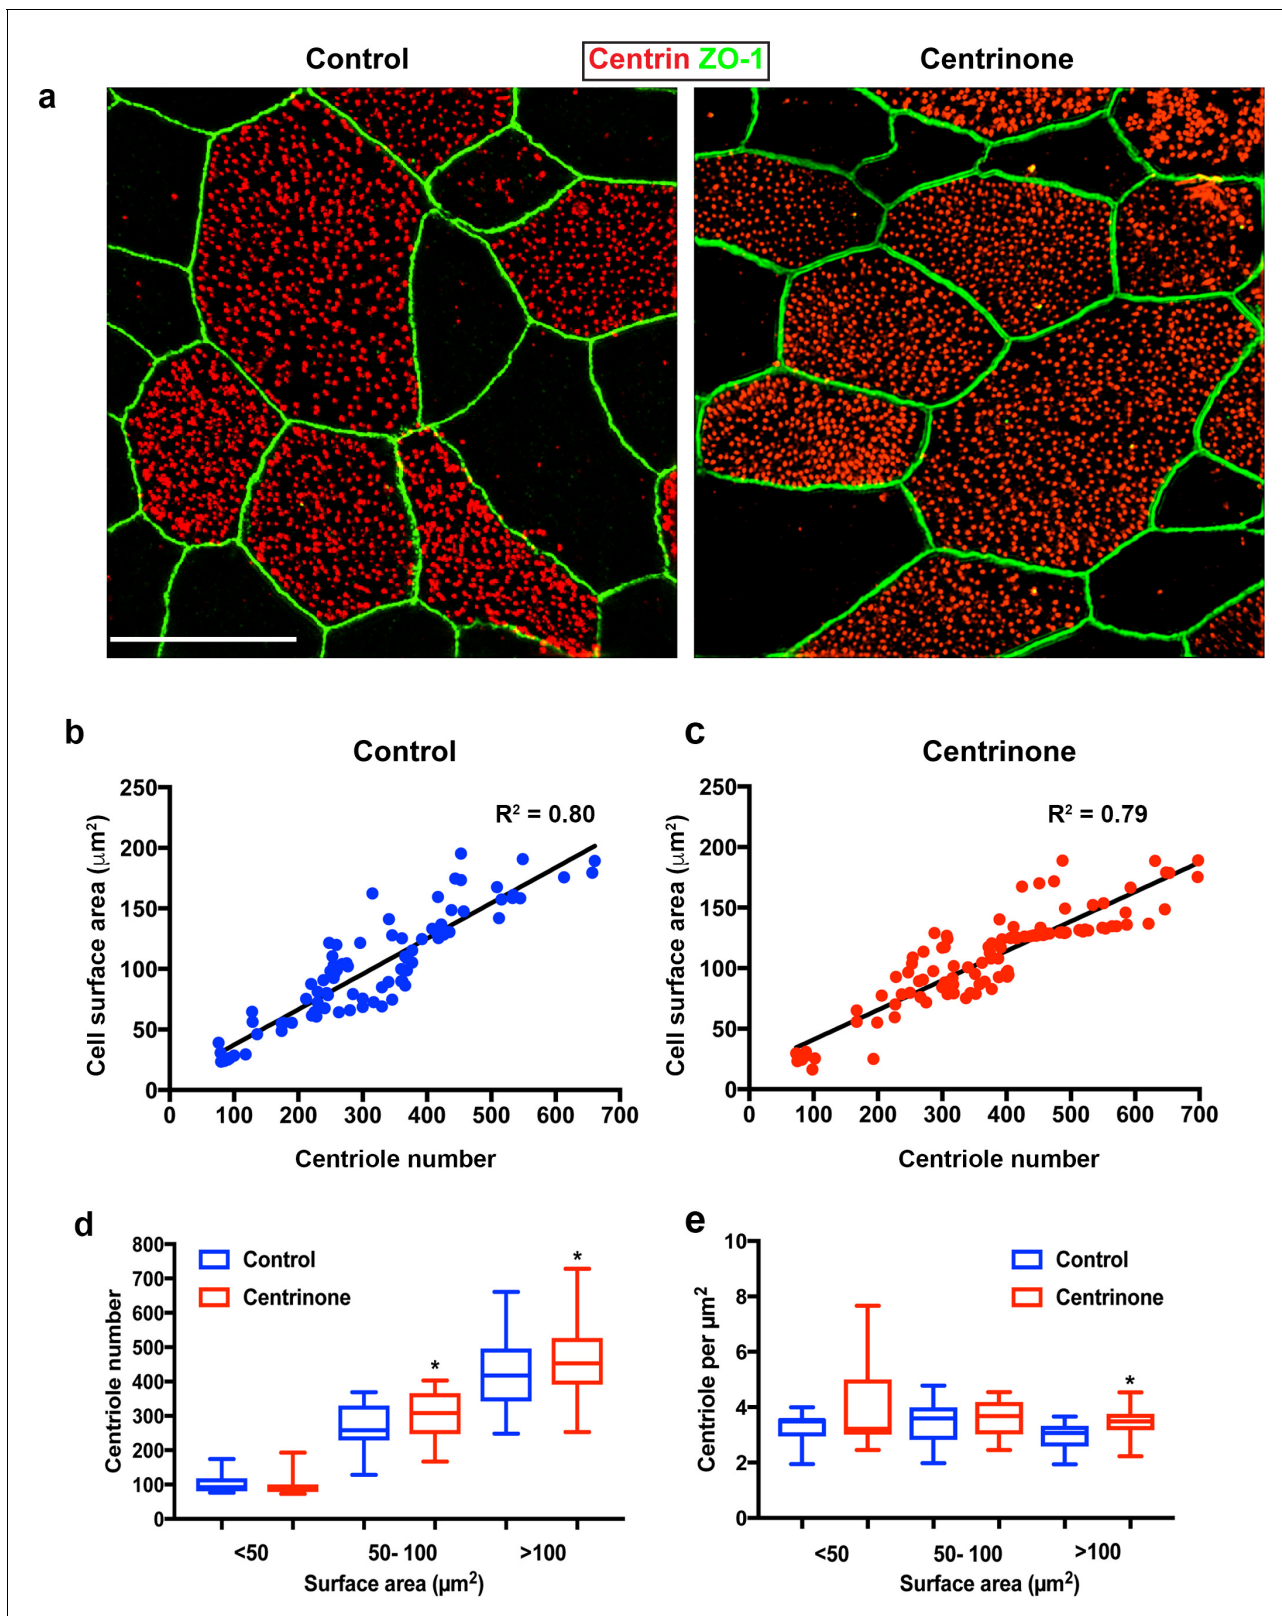 Control
Centrin ZO-1
Centrinone
a
b
Control
R² = 0.80
Cell surface area (μm²)
250
200
150
100
50
0
0 100 200 300 400 500 600 700
Centriole number
c
Centrinone
R² = 0.79
Cell surface area (μm²)
250
200
150
100
50
0
0 100 200 300 400 500 600 700
Centriole number
d
Control
Centrinone
*
*
Centriole number
800
700
600
500
400
300
200
100
0
<50 50-100 >100
Surface area (μm²)
e
Control
Centrinone
*
Centriole per μm²
10
8
6
4
2
0
<50 50-100 >100
Surface area (μm²)